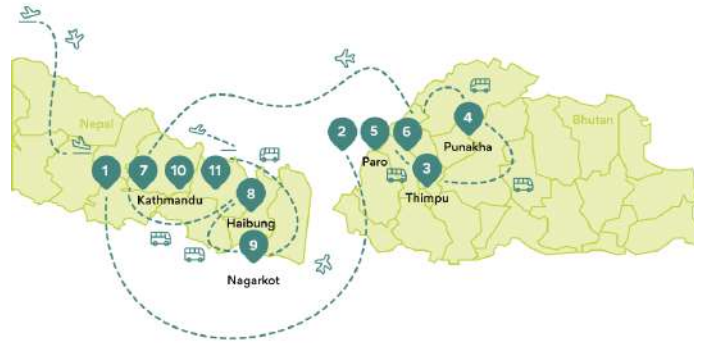 Nepal
Bhutan
2 5 6 4
Paro
Punakha
1 7 10 11 3
Kathmandu
Thimpu
8
Haibung
9
Nagarkot